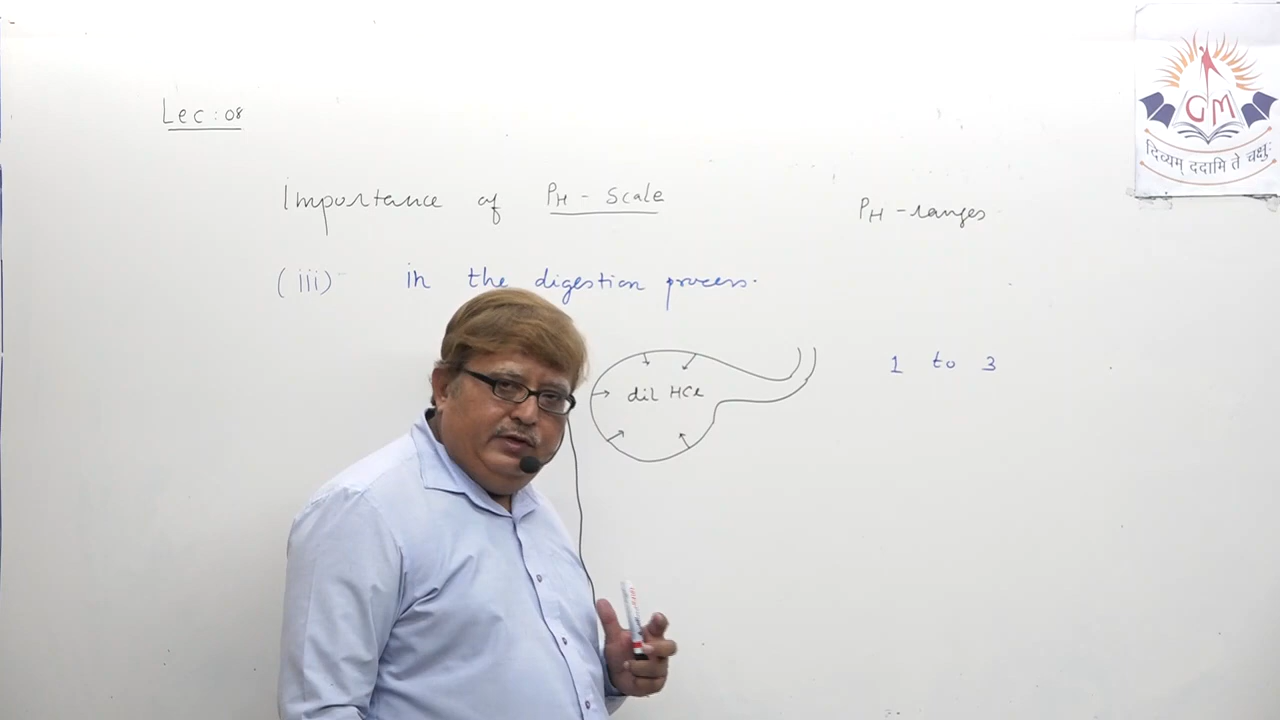 Lec : 08
Importance of PH - Scale
PH - ranges
(iii) in the digestion process.
dil HCl
1 to 3
GM
दिव्यम् ददामि ते चक्षुः